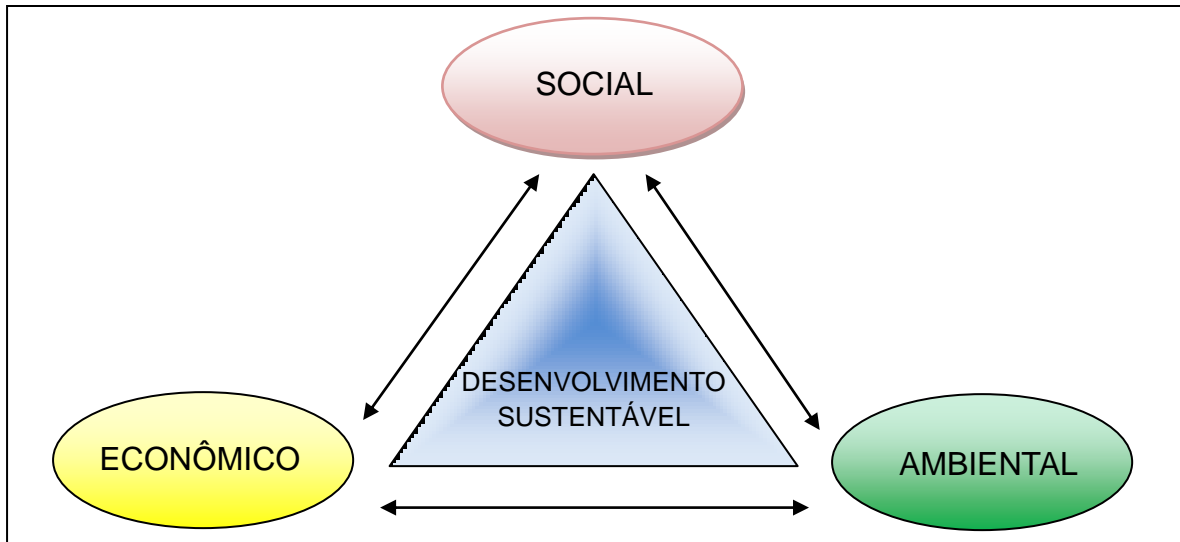 SOCIAL
DESENVOLVIMENTO
SUSTENTÁVEL
ECONÔMICO
AMBIENTAL